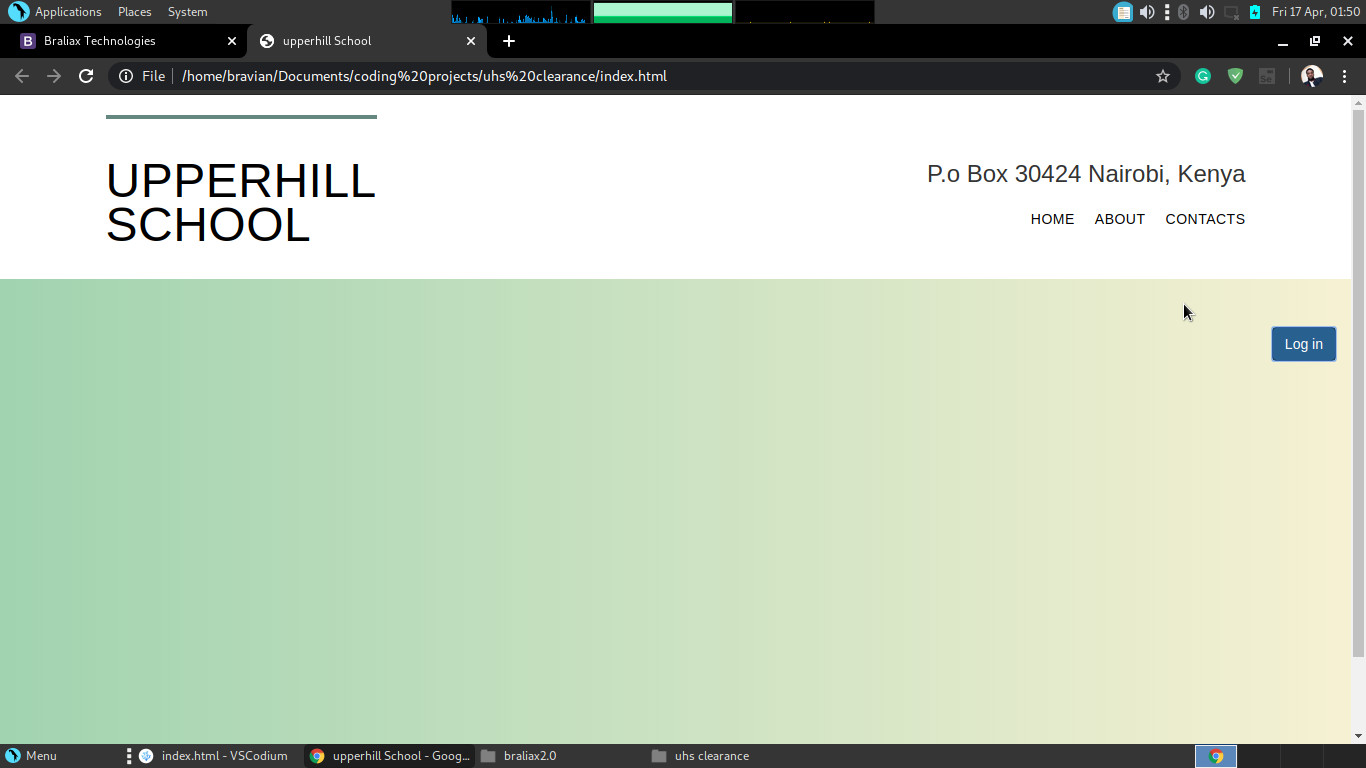 Applications Places System Fri 17 Apr, 01:50
Braliax Technologies upperhill School
File /home/bravian/Documents/coding%20projects/uhs%20clearance/index.html
UPPERHILL
SCHOOL
P.o Box 30424 Nairobi, Kenya
HOME ABOUT CONTACTS
Log in
Menu index.html - VSCodium upperhill School - Goog... braliax2.0 uhs clearance